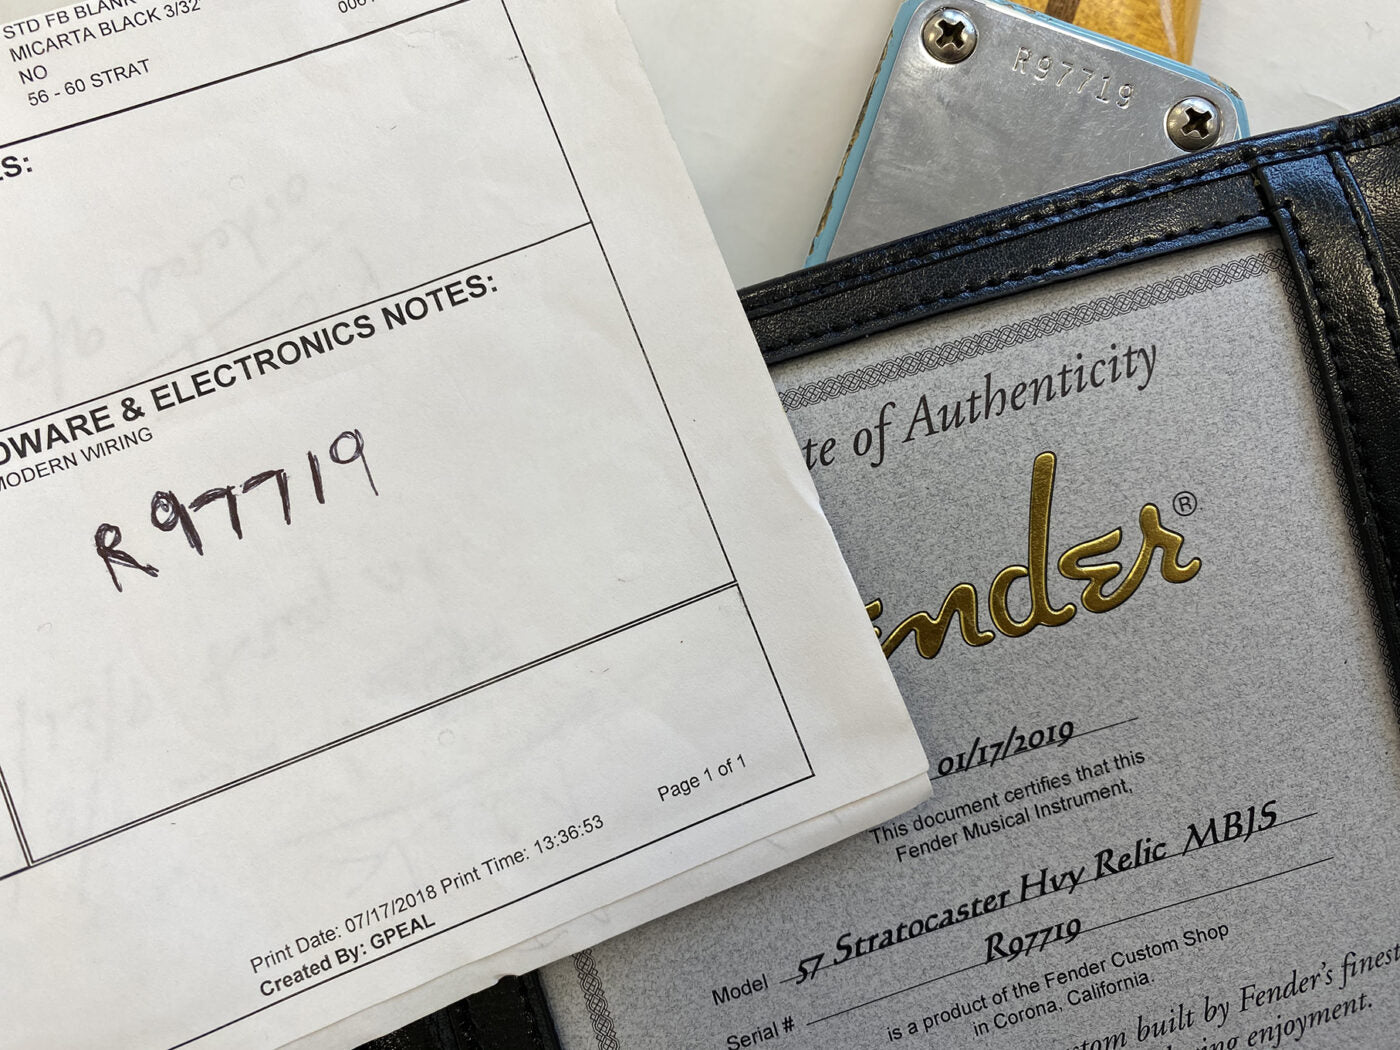 STD FB BLANK
MICARTA BLACK 3/32"
NO
56 - 60 STRAT
S:
DWARE & ELECTRONICS NOTES:
MODERN WIRING
R97719
Page 1 of 1
Print Date: 07/17/2018 Print Time: 13:36:53
Created By: GPEAL
R97719
te of Authenticity
Fender®
01/17/2019
This document certifies that this
Fender Musical Instrument,
Model 57 Stratocaster Hvy Relic MBJS
Serial # R97719
is a product of the Fender Custom Shop
in Corona, California.
tom built by Fender's finest
enjoyment.